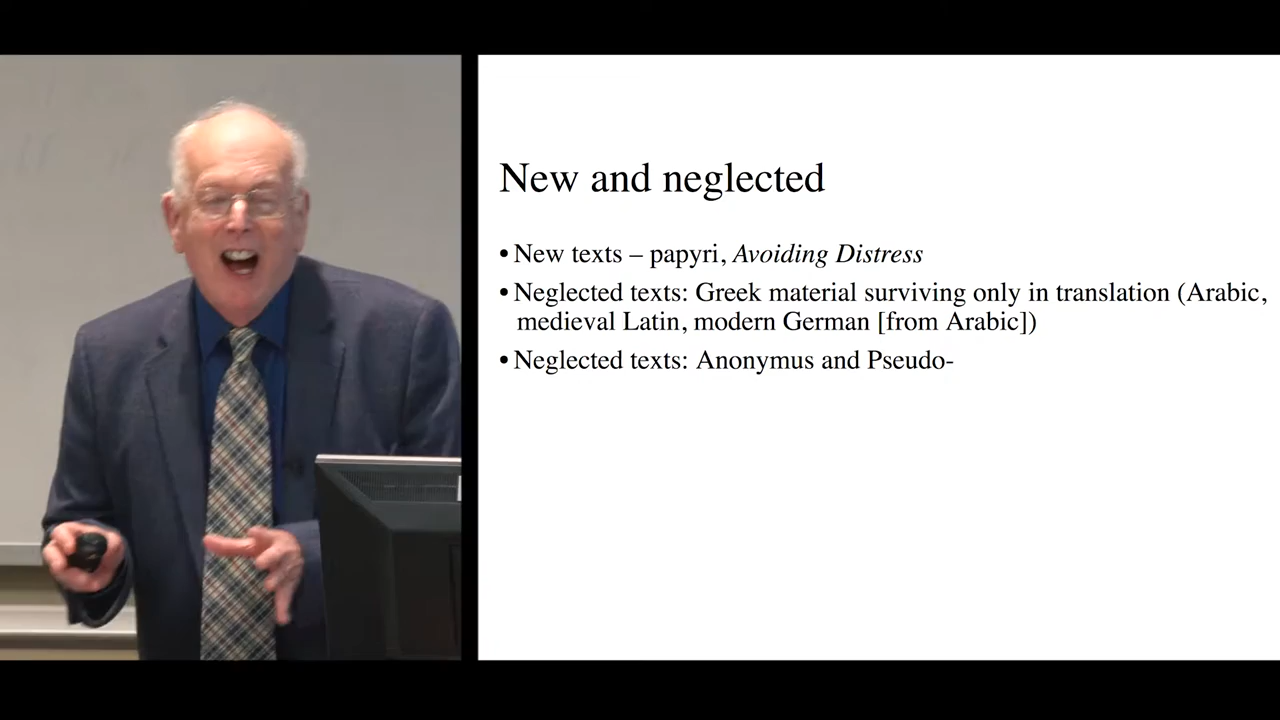 New and neglected
• New texts – papyri, Avoiding Distress
• Neglected texts: Greek material surviving only in translation (Arabic,
medieval Latin, modern German [from Arabic])
• Neglected texts: Anonymus and Pseudo-